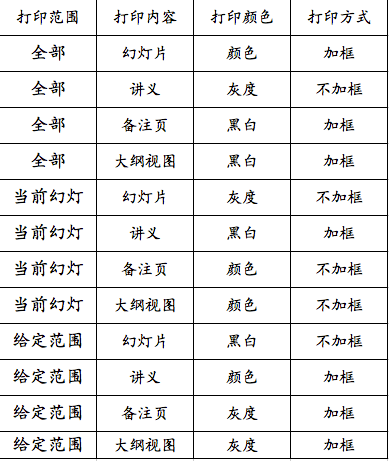 打印范围 打印内容 打印颜色 打印方式
全部 幻灯片 颜色 加框
全部 讲义 灰度 不加框
全部 备注页 黑白 加框
全部 大纲视图 黑白 加框
当前幻灯 幻灯片 灰度 不加框
当前幻灯 讲义 黑白 加框
当前幻灯 备注页 颜色 不加框
当前幻灯 大纲视图 颜色 不加框
给定范围 幻灯片 黑白 不加框
给定范围 讲义 颜色 加框
给定范围 备注页 灰度 加框
给定范围 大纲视图 灰度 加框